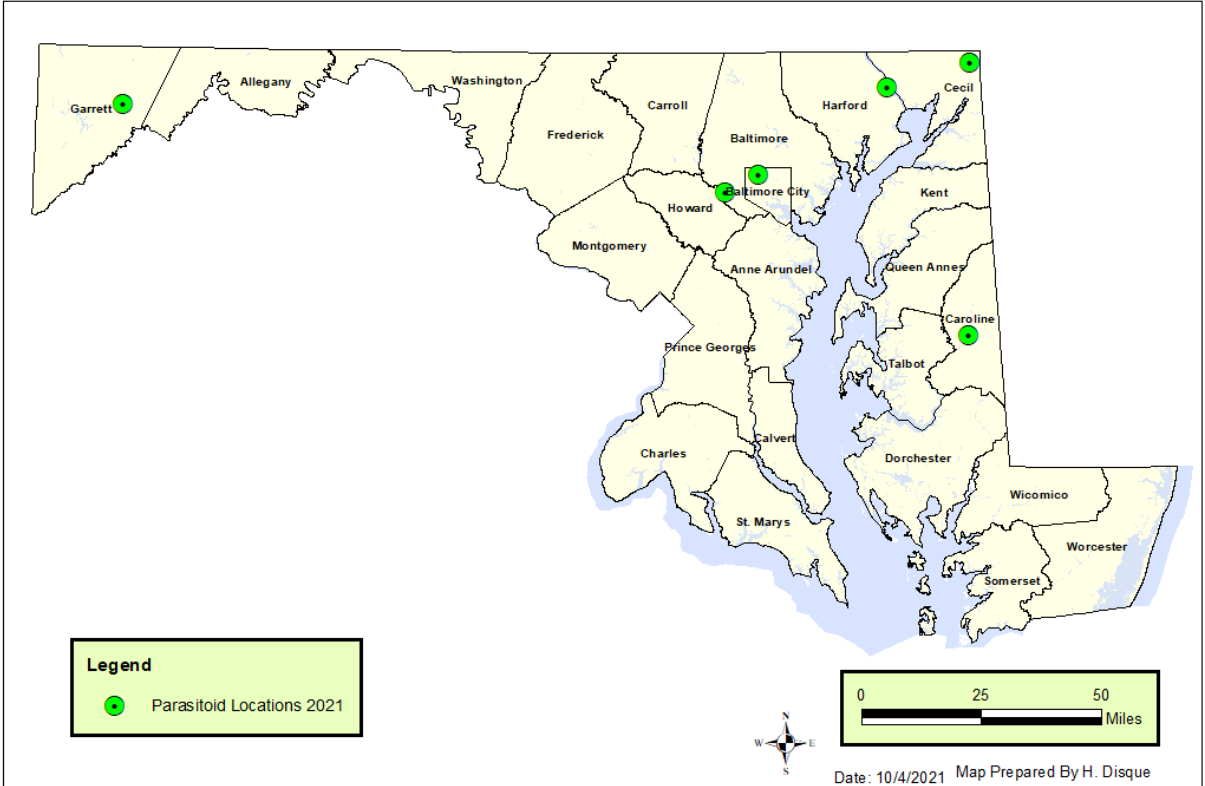 Garrett
Allegany
Washington
Frederick
Carroll
Baltimore
Harford
Cecil
Baltimore City
Howard
Kent
Montgomery
Anne Arundel
Queen Annes
Caroline
Prince Georges
Talbot
Calvert
Charles
Dorchester
St. Marys
Wicomico
Worcester
Somerset
Legend
Parasitoid Locations 2021
0 25 50
Miles
N
W E
S
Date: 10/4/2021 Map Prepared By H. Disque